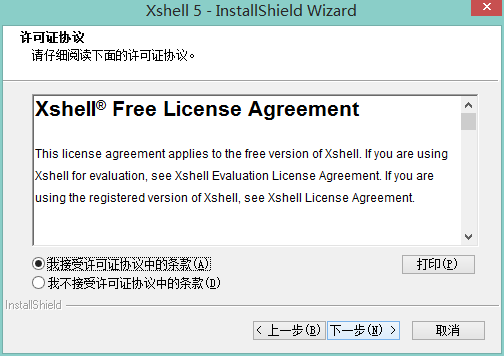 Xshell 5 - InstallShield Wizard
许可证协议
请仔细阅读下面的许可证协议。
Xshell® Free License Agreement
This license agreement applies to the free version of Xshell. If you are using
Xshell for evaluation, see Xshell Evaluation License Agreement. If you are
using the registered version of Xshell, see Xshell License Agreement.
我接受许可证协议中的条款(A)
打印(P)
我不接受许可证协议中的条款(D)
InstallShield
< 上一步(B)
下一步(N) >
取消